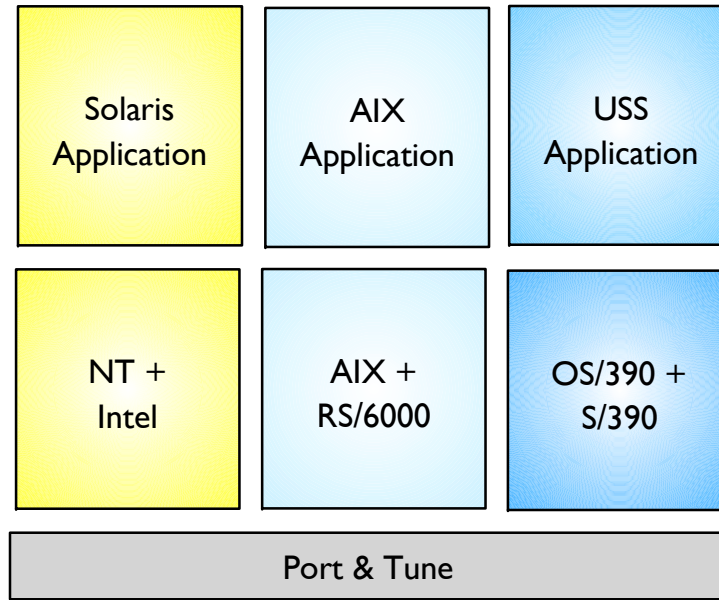 Solaris
Application
AIX
Application
USS
Application
NT +
Intel
AIX +
RS/6000
OS/390 +
S/390
Port & Tune